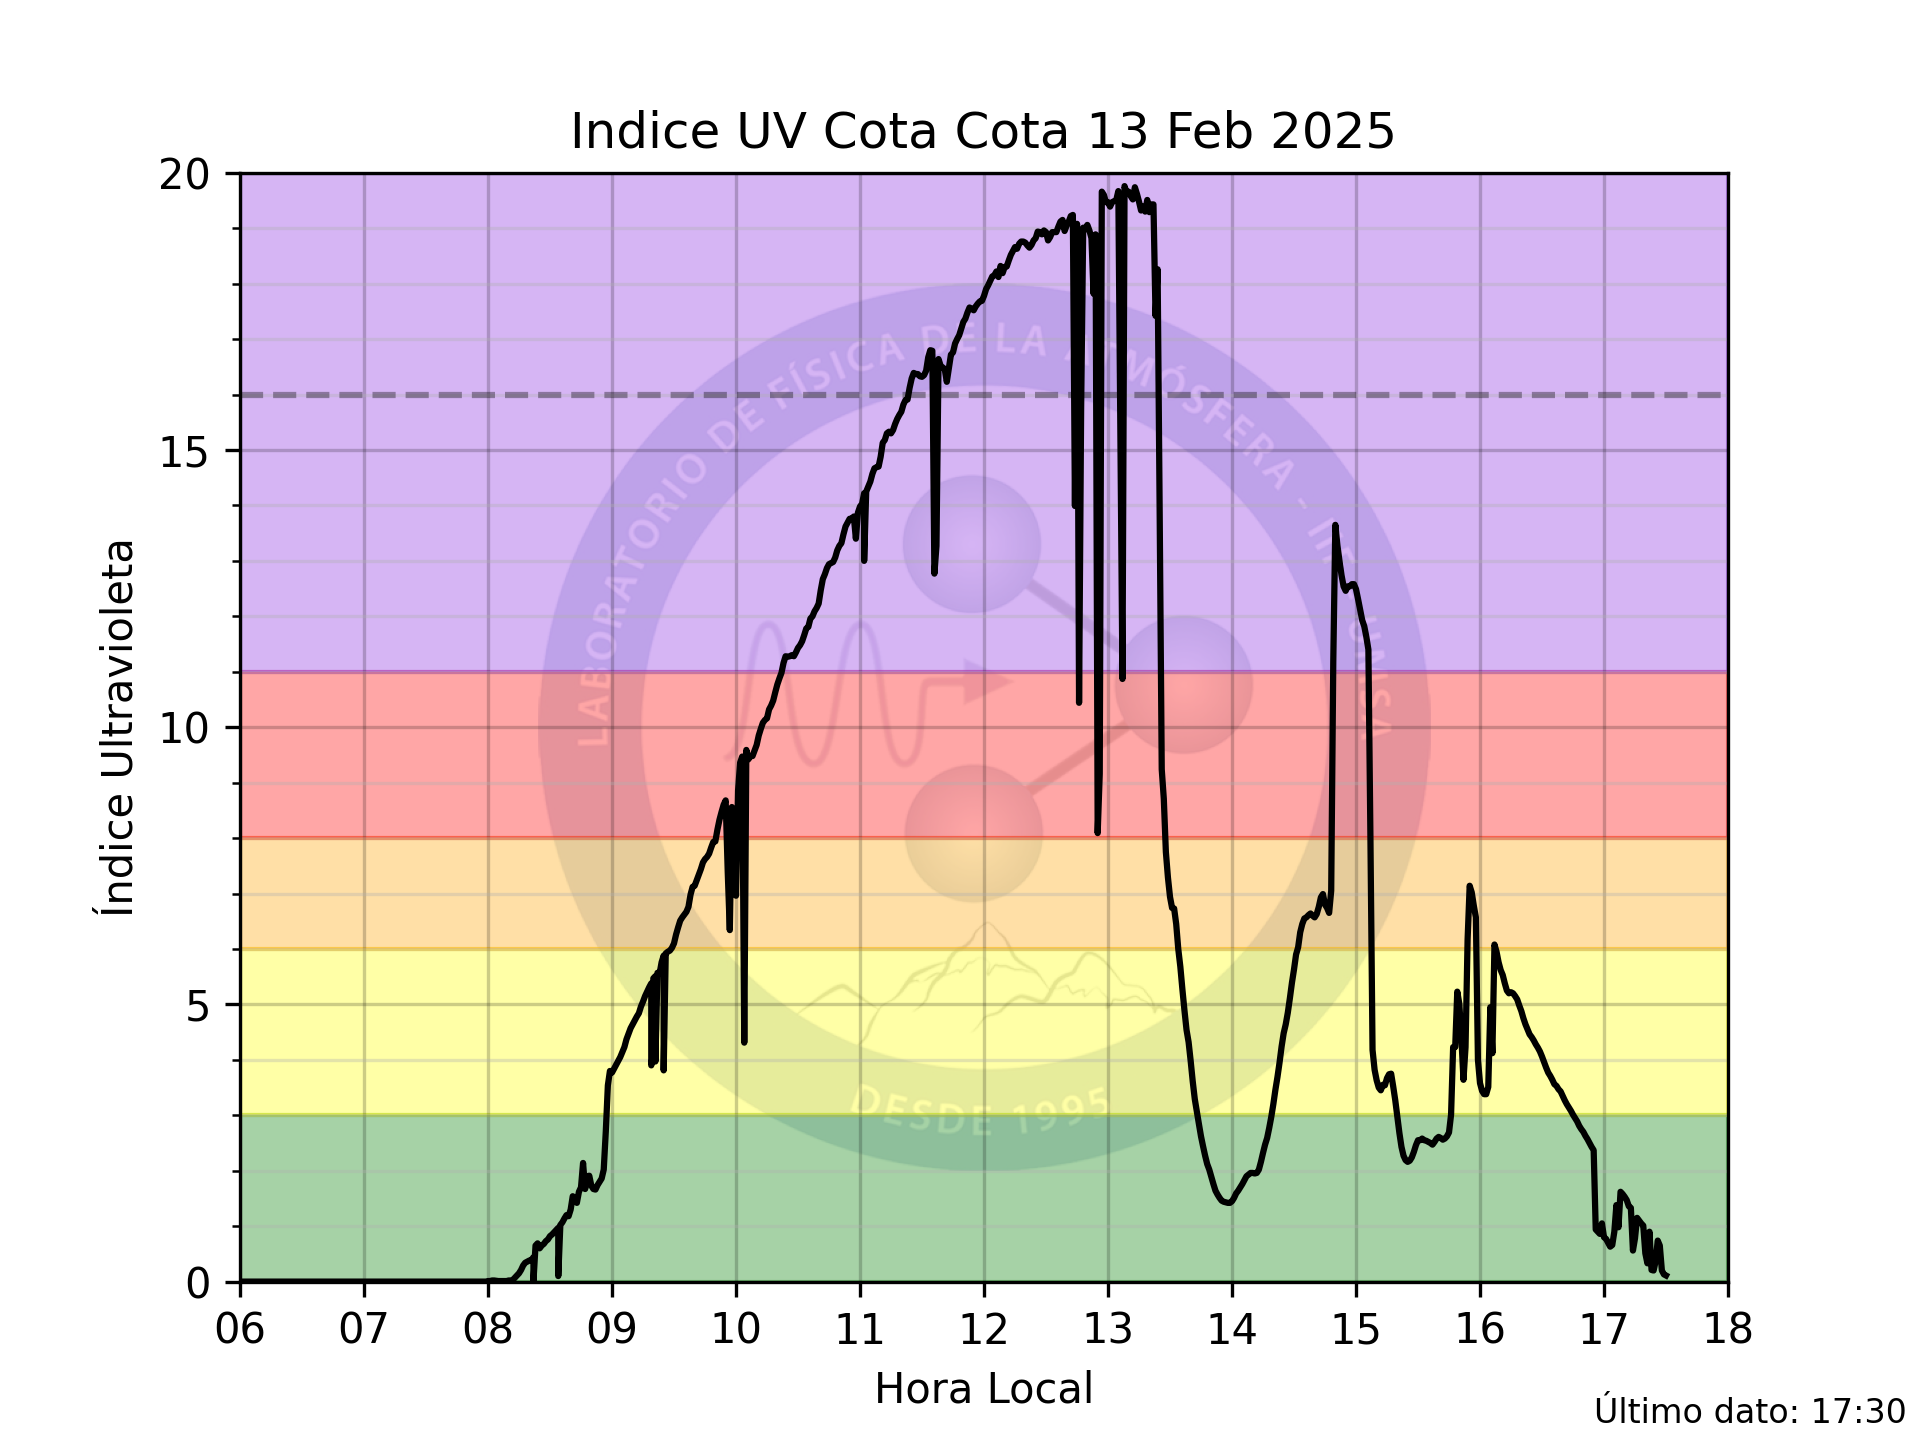 Indice UV Cota Cota 13 Feb 2025
20
15
10
5
0
Índice Ultravioleta
LABORATORIO DE FÍSICA DE LA ATMÓSFERA - IIF UMSA
DESDE 1995
06 07 08 09 10 11 12 13 14 15 16 17 18
Hora Local
Último dato: 17:30